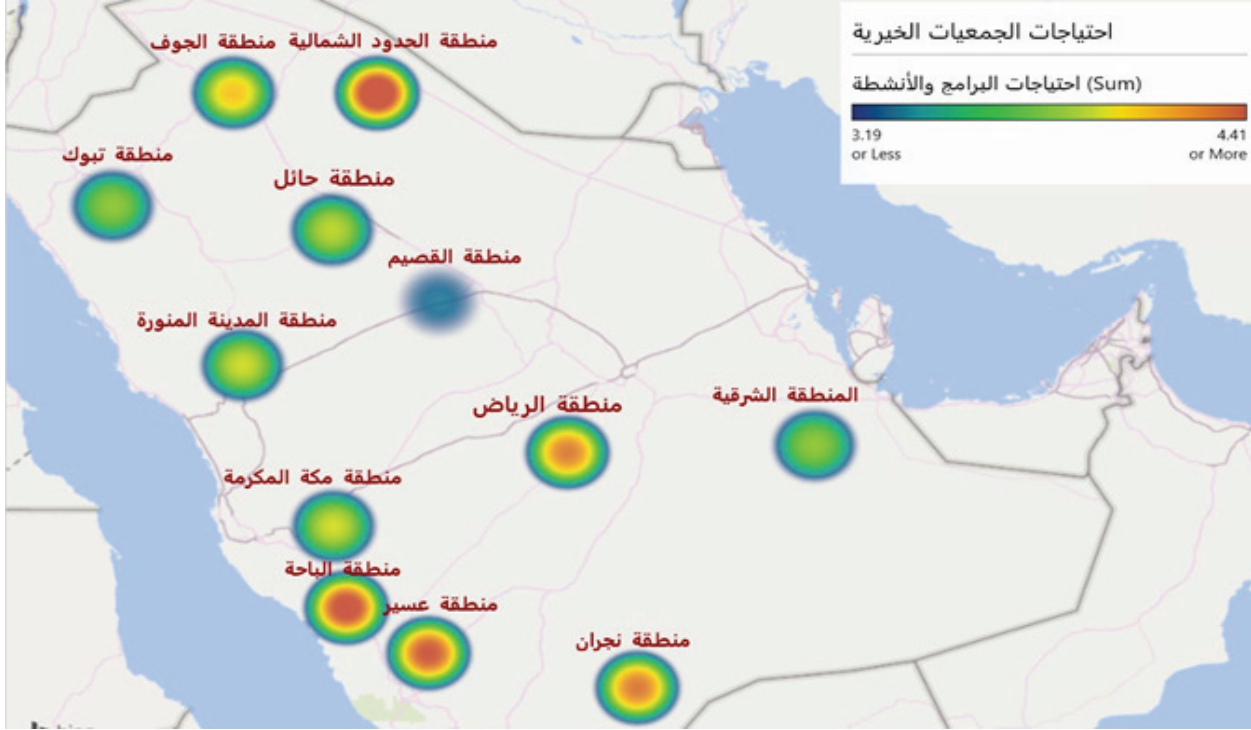 احتياجات الجمعيات الخيرية
احتياجات البرامج والأنشطة (Sum)
3.19 4.41
or Less or More
منطقة الجوف منطقة الحدود الشمالية
منطقة تبوك
منطقة حائل
منطقة القصيم
منطقة المدينة المنورة
منطقة الرياض
المنطقة الشرقية
منطقة مكة المكرمة
منطقة الباحة
منطقة عسير
منطقة نجران